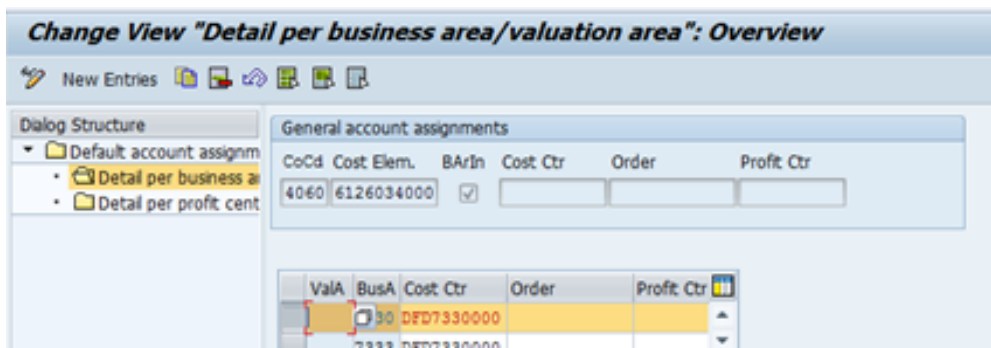 Change View "Detail per business area/valuation area": Overview
New Entries
Dialog Structure
Default account assignm
Detail per business a
Detail per profit cent
General account assignments
CoCd Cost Elem. BArIn Cost Ctr Order Profit Ctr
4060 6126034000
ValA BusA Cost Ctr Order Profit Ctr
30 DFD7330000
7333 DFD7330000